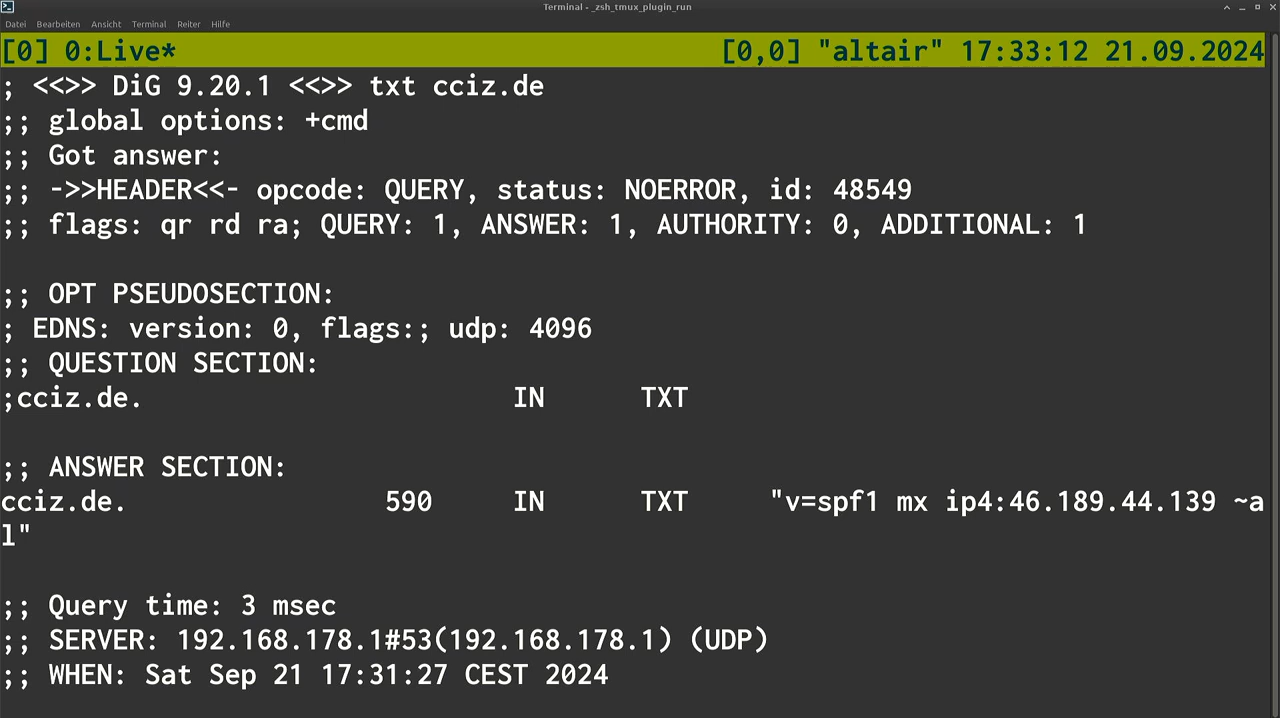 Terminal - _zsh_tmux_plugin_run
Datei Bearbeiten Ansicht Terminal Reiter Hilfe
[0] 0:Live* [0,0] "altair" 17:33:12 21.09.2024
; <<>> DiG 9.20.1 <<>> txt cciz.de
;; global options: +cmd
;; Got answer:
;; ->>HEADER<<- opcode: QUERY, status: NOERROR, id: 48549
;; flags: qr rd ra; QUERY: 1, ANSWER: 1, AUTHORITY: 0, ADDITIONAL: 1
;; OPT PSEUDOSECTION:
; EDNS: version: 0, flags:; udp: 4096
;; QUESTION SECTION:
;cciz.de. IN TXT
;; ANSWER SECTION:
cciz.de. 590 IN TXT "v=spf1 mx ip4:46.189.44.139 ~a
l"
;; Query time: 3 msec
;; SERVER: 192.168.178.1#53(192.168.178.1) (UDP)
;; WHEN: Sat Sep 21 17:31:27 CEST 2024